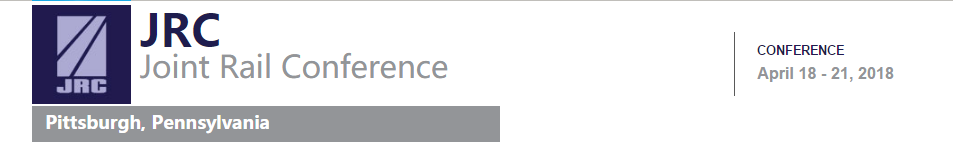 JRC
JRC
Joint Rail Conference
Pittsburgh, Pennsylvania
CONFERENCE
April 18 - 21, 2018